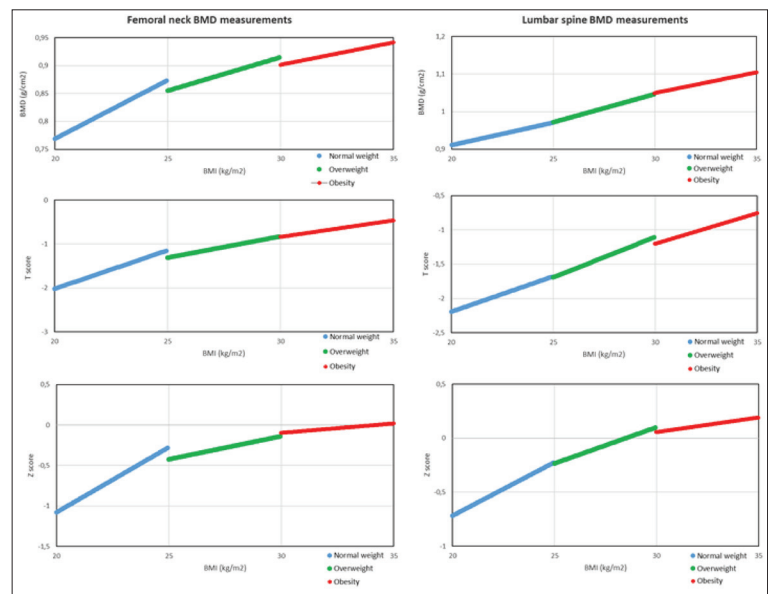 Femoral neck BMD measurements
0,95
0,9
0,85
0,8
0,75
BMD (g/cm2)
20 25 30 35
BMI (kg/m2)
Normal weight
Overweight
Obesity
Lumbar spine BMD measurements
1,2
1,1
1
0,9
BMD (g/cm2)
20 25 30 35
BMI (kg/m2)
Normal weight
Overweight
Obesity
0
-1
-2
-3
T score
20 25 30 35
BMI (kg/m2)
Normal weight
Overweight
Obesity
-0,5
-1
-1,5
-2
-2,5
T score
20 25 30 35
BMI (kg/m2)
Normal weight
Overweight
Obesity
0,5
0
-0,5
-1
-1,5
Z score
20 25 30 35
BMI (kg/m2)
Normal weight
Overweight
Obesity
0,5
0
-0,5
-1
Z score
20 25 30 35
BMI (kg/m2)
Normal weight
Overweight
Obesity